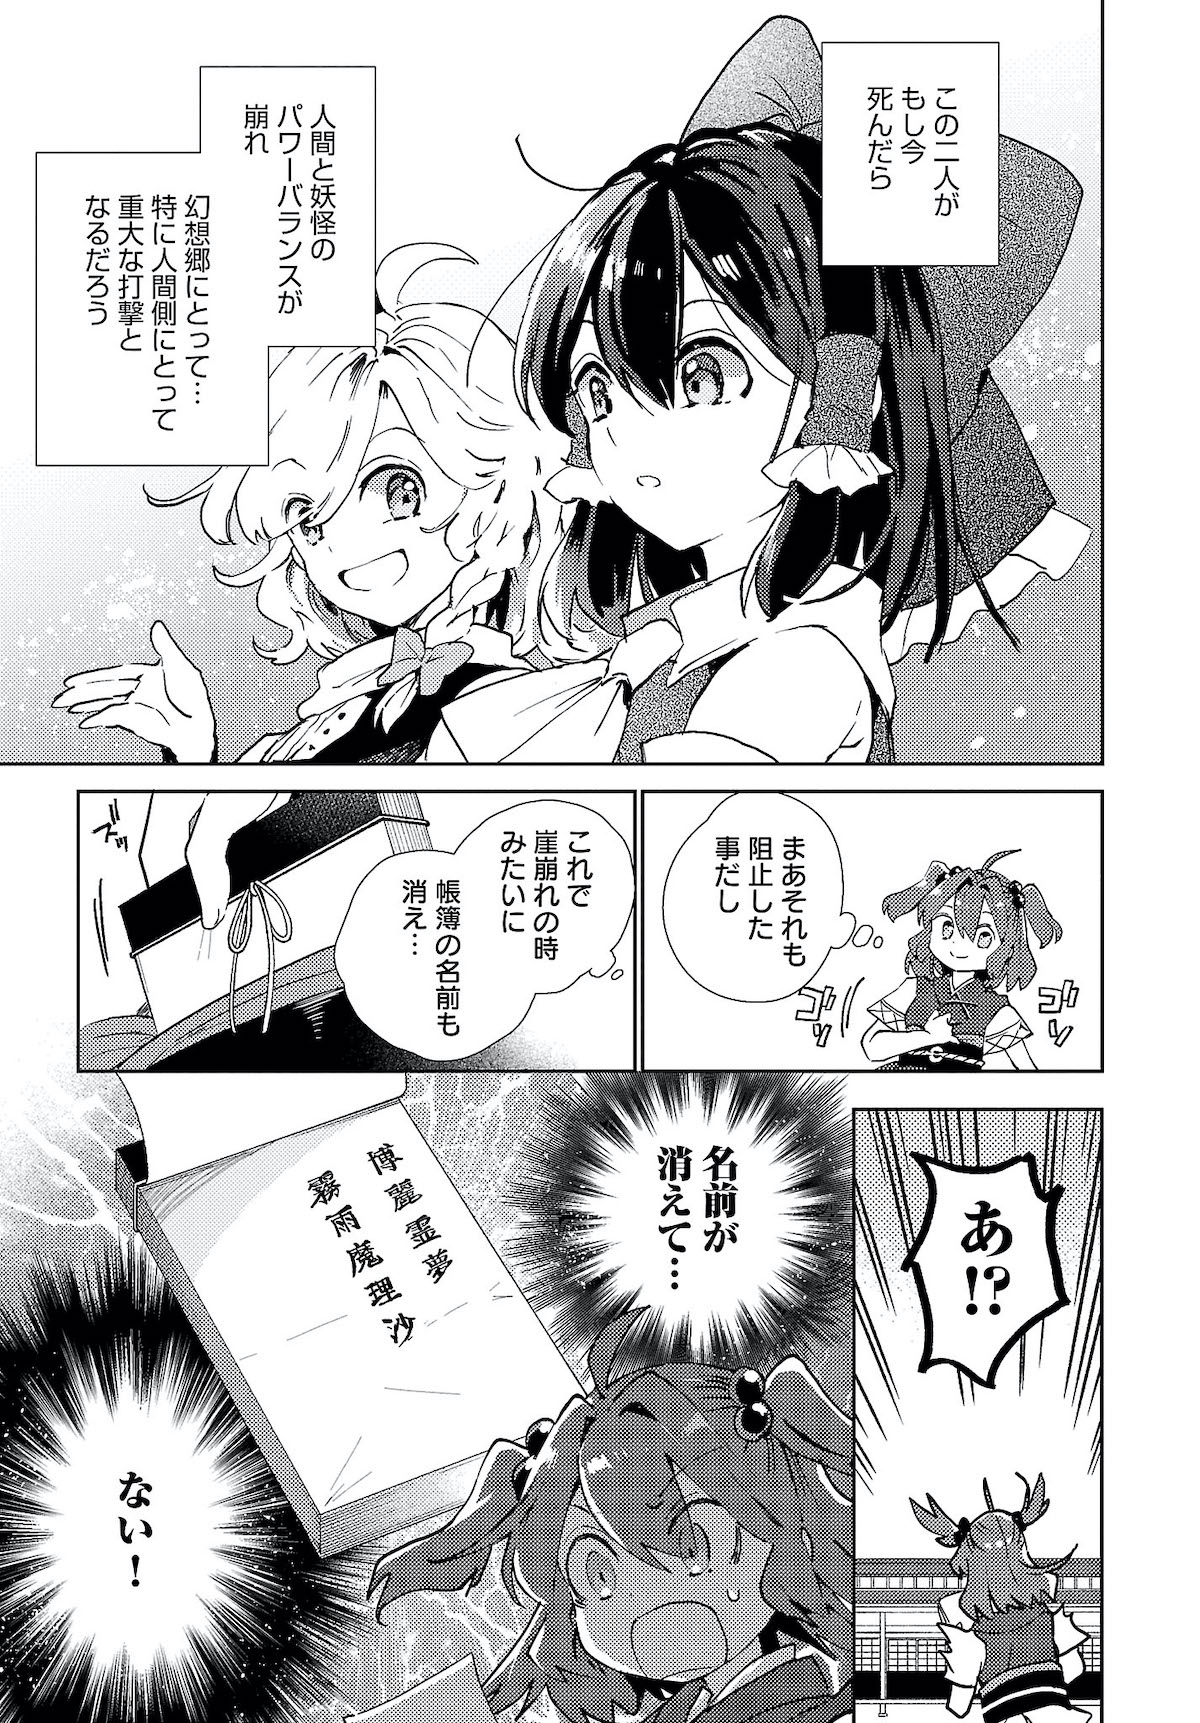 この二人が
もし今
死んだら
人間と妖怪の
パワーバランスが
崩れ
幻想郷にとって…
特に人間側にとって
重大な打撃と
なるだろう
まあそれも
阻止した
事だし
ゴソ
ゴソ
これで
崖崩れの時
みたいに
帳簿の名前も
消え…
ズッ
あ!?
名前が
消えて…
博麗霊夢
霧雨魔理沙
ない!